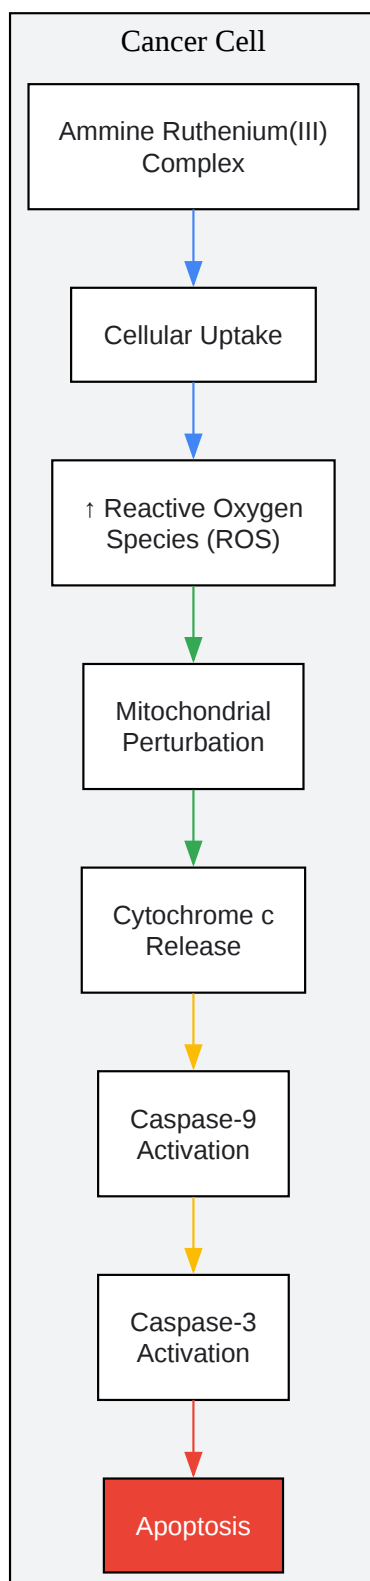 Cancer Cell
Ammine Ruthenium(III)
Complex
Cellular Uptake
↑ Reactive Oxygen
Species (ROS)
Mitochondrial
Perturbation
Cytochrome c
Release
Caspase-9
Activation
Caspase-3
Activation
Apoptosis